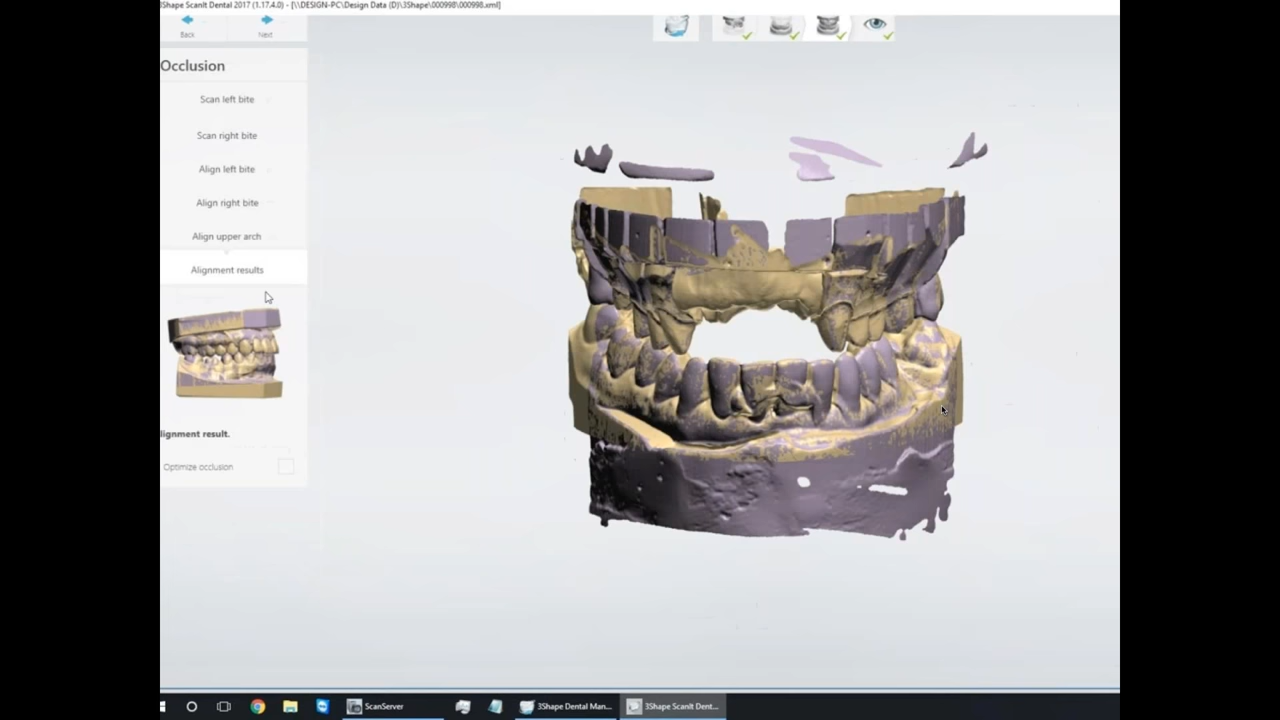 3Shape ScanIt Dental 2017 (1.17.4.0) - [\\DESIGN-PC\Design Data (D)\3Shape\000998\000998.xml]
Back
Next
Occlusion
Scan left bite
Scan right bite
Align left bite
Align right bite
Align upper arch
Alignment results
lignment result.
Optimize occlusion
ScanServer
3Shape Dental Man...
3Shape ScanIt Dent...